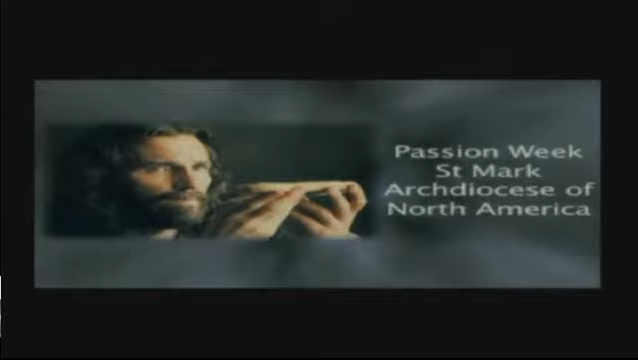 Passion Week
St Mark
Archdiocese of
North America